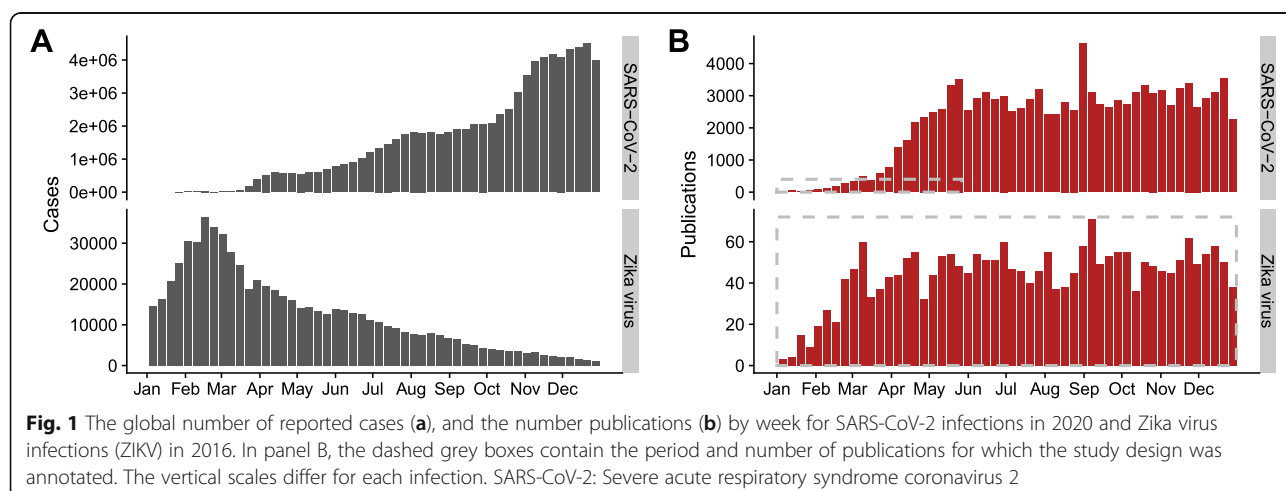 A
4e+06
3e+06
2e+06
1e+06
0e+00
SARS−CoV−2
Cases
30000
20000
10000
0
Zika virus
Jan Feb Mar Apr May Jun Jul Aug Sep Oct Nov Dec
B
4000
3000
2000
1000
0
SARS−CoV−2
Publications
60
40
20
0
Zika virus
Jan Feb Mar Apr May Jun Jul Aug Sep Oct Nov Dec
Fig. 1 The global number of reported cases (a), and the number publications (b) by week for SARS-CoV-2 infections in 2020 and Zika virus
infections (ZIKV) in 2016. In panel B, the dashed grey boxes contain the period and number of publications for which the study design was
annotated. The vertical scales differ for each infection. SARS-CoV-2: Severe acute respiratory syndrome coronavirus 2